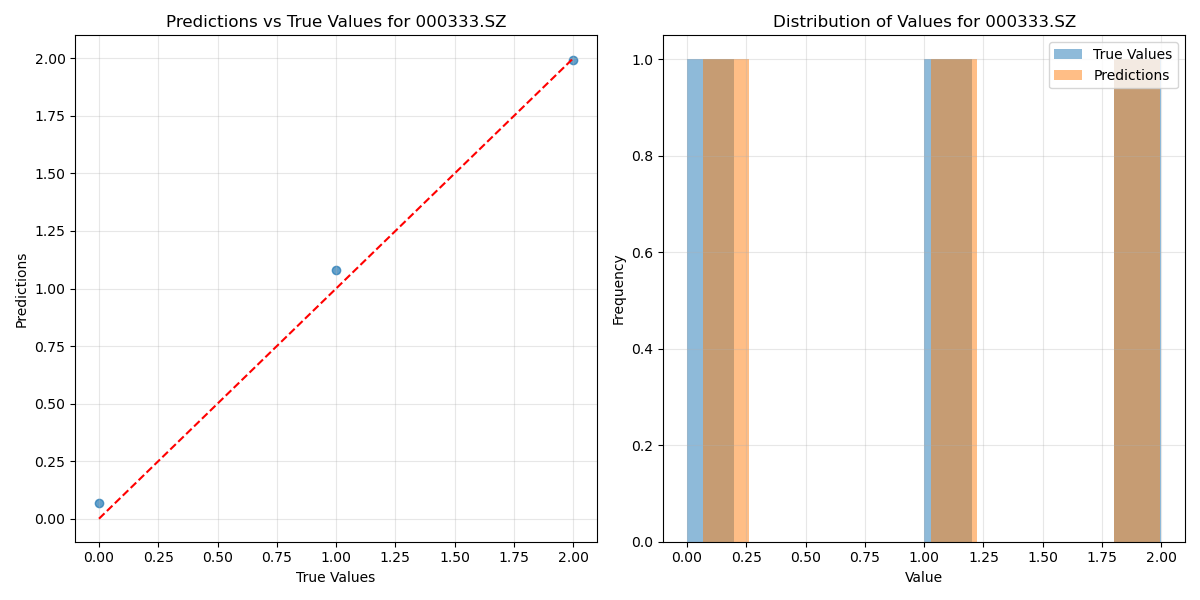 Predictions vs True Values for 000333.SZ
2.00
1.75
1.50
1.25
1.00
0.75
0.50
0.25
0.00
Predictions
0.00 0.25 0.50 0.75 1.00 1.25 1.50 1.75 2.00
True Values
Distribution of Values for 000333.SZ
True Values
Predictions
1.0
0.8
0.6
0.4
0.2
0.0
Frequency
0.00 0.25 0.50 0.75 1.00 1.25 1.50 1.75 2.00
Value